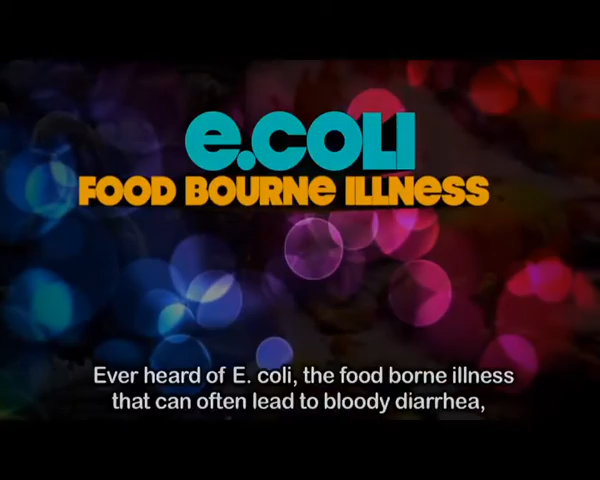 e.COLI
FOOD BOURNe ILLNeSS
Ever heard of E. coli, the food borne illness
that can often lead to bloody diarrhea,